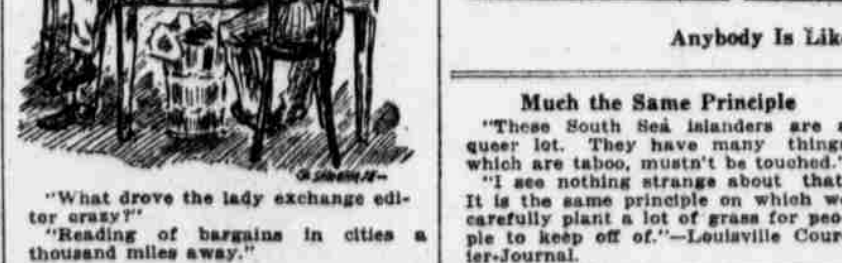 "What drove the lady exchange edi-
tor crazy?"
"Reading of bargains in cities a
thousand miles away."
Anybody Is Lik
Much the Same Principle
"These South Sea islanders are a
queer lot. They have many things
which are taboo, mustn't be touched."
"I see nothing strange about that.
It is the same principle on which we
carefully plant a lot of grass for peo-
ple to keep off of."—Louisville Cour-
ier-Journal.